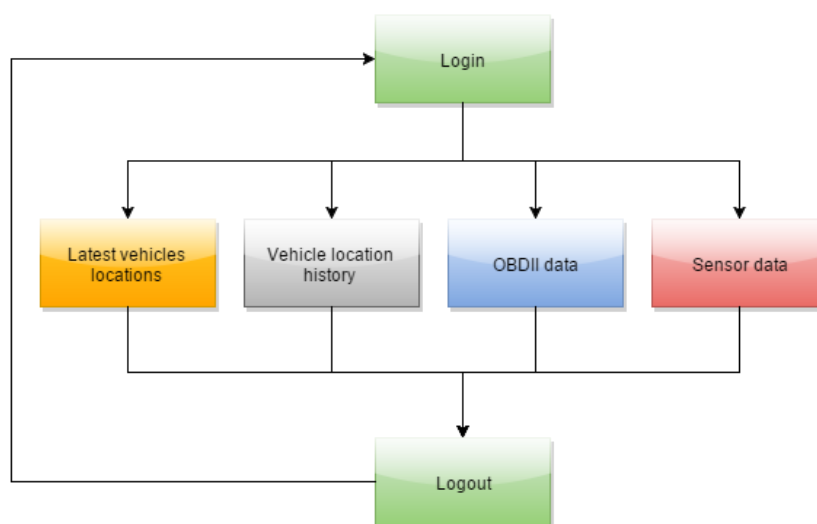 Login
Latest vehicles
locations
Vehicle location
history
OBDII data
Sensor data
Logout